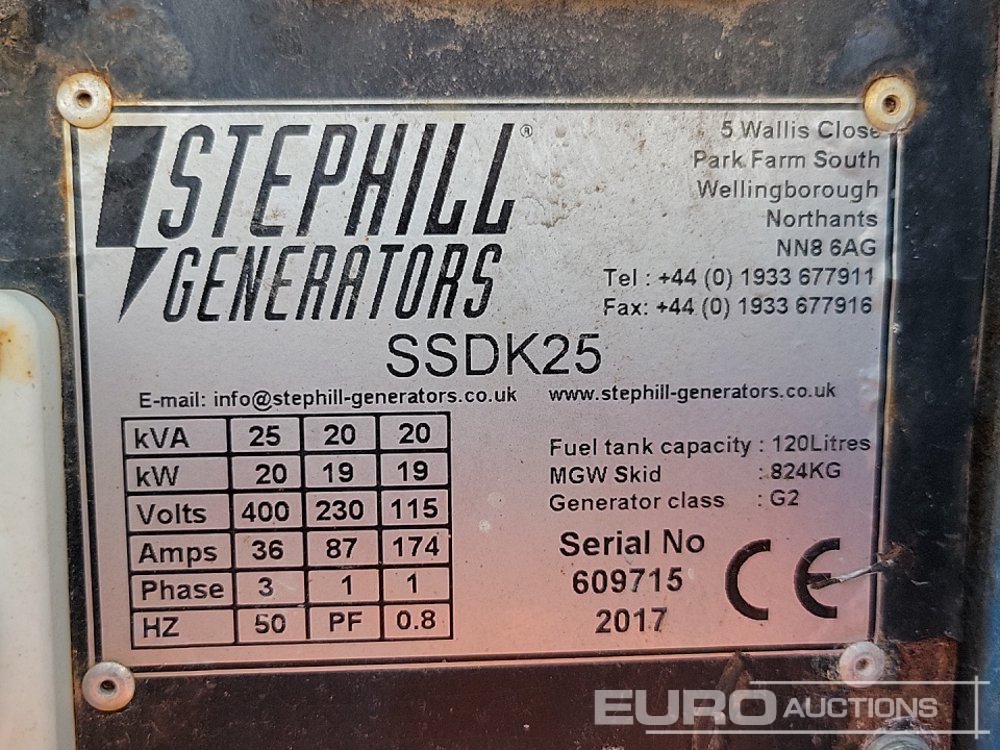 STEPHILL®
GENERATORS
5 Wallis Close
Park Farm South
Wellingborough
Northants
NN8 6AG
Tel : +44 (0) 1933 677911
Fax: +44 (0) 1933 677916
SSDK25
E-mail: info@stephill-generators.co.uk www.stephill-generators.co.uk
kVA 25 20 20
kW 20 19 19
Volts 400 230 115
Amps 36 87 174
Phase 3 1 1
HZ 50 PF 0.8
Fuel tank capacity : 120Litres
MGW Skid : 824KG
Generator class : G2
Serial No
609715
2017
CE
EURO AUCTIONS